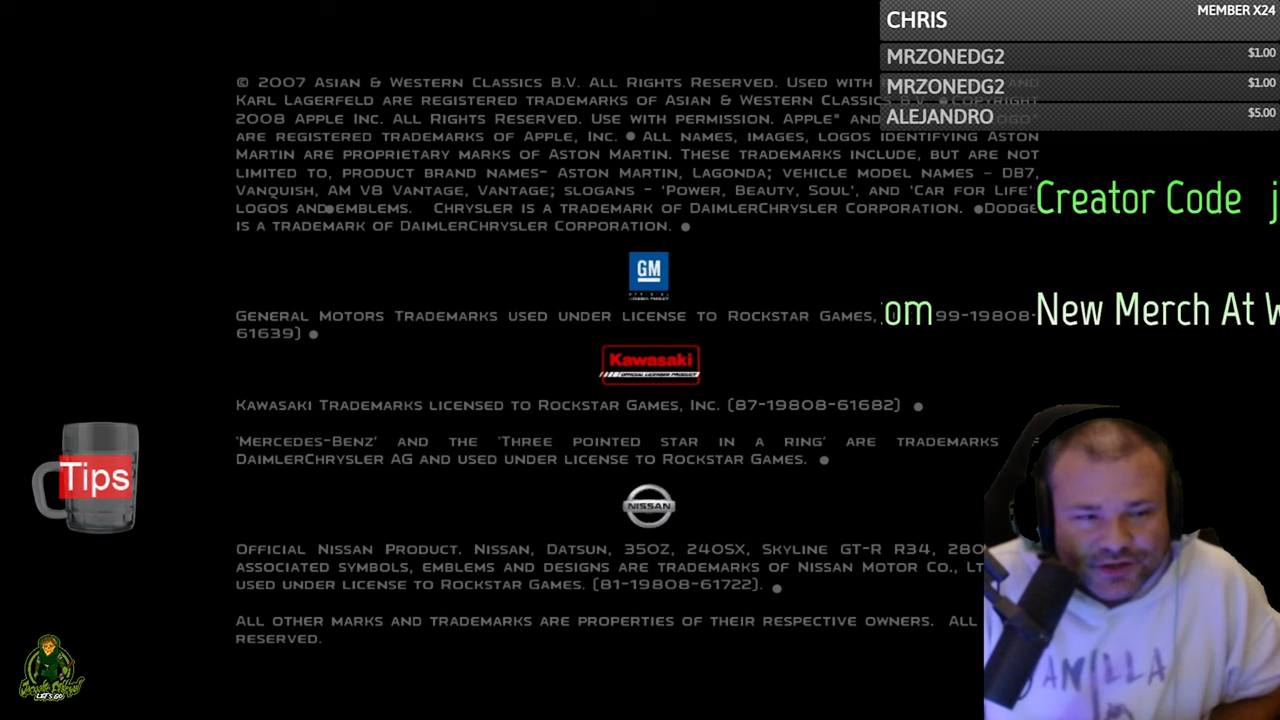 CHRIS MEMBER X24
MRZONEDG2 $1.00
MRZONEDG2 $1.00
ALEJANDRO $5.00
© 2007 Asian & Western Classics B.V. All Rights Reserved. Used with
Karl Lagerfeld are registered trademarks of Asian & Western Classics B.V. ● Copyright
2008 Apple Inc. All Rights Reserved. Use with permission. Apple® and
are registered trademarks of Apple, Inc. ● All names, images, logos identifying Aston
Martin are proprietary marks of Aston Martin. These trademarks include, but are not
limited to, product brand names- Aston Martin, Lagonda; vehicle model names – DB7,
Vanquish, AM V8 Vantage, Vantage; slogans – 'Power, Beauty, Soul', and 'Car for Life'
logos and ● emblems. Chrysler is a trademark of DaimlerChrysler Corporation. ● Dodge
is a trademark of DaimlerChrysler Corporation. ●
Creator Code j
GM
General Motors Trademarks used under license to Rockstar Games, 99-19808-
61639) ●
om New Merch At W
Kawasaki
OFFICIAL LICENSED PRODUCT
Kawasaki Trademarks licensed to Rockstar Games, Inc. (87-19808-61682) ●
'Mercedes-Benz' and the 'Three pointed star in a ring' are trademarks
DaimlerChrysler AG and used under license to Rockstar Games. ●
Tips
NISSAN
Official Nissan Product. Nissan, Datsun, 350Z, 240SX, Skyline GT-R R34, 280
associated symbols, emblems and designs are trademarks of Nissan Motor Co., Lt
used under license to Rockstar Games. (81-19808-61722). ●
All other marks and trademarks are properties of their respective owners. All
reserved.
LET'S GO